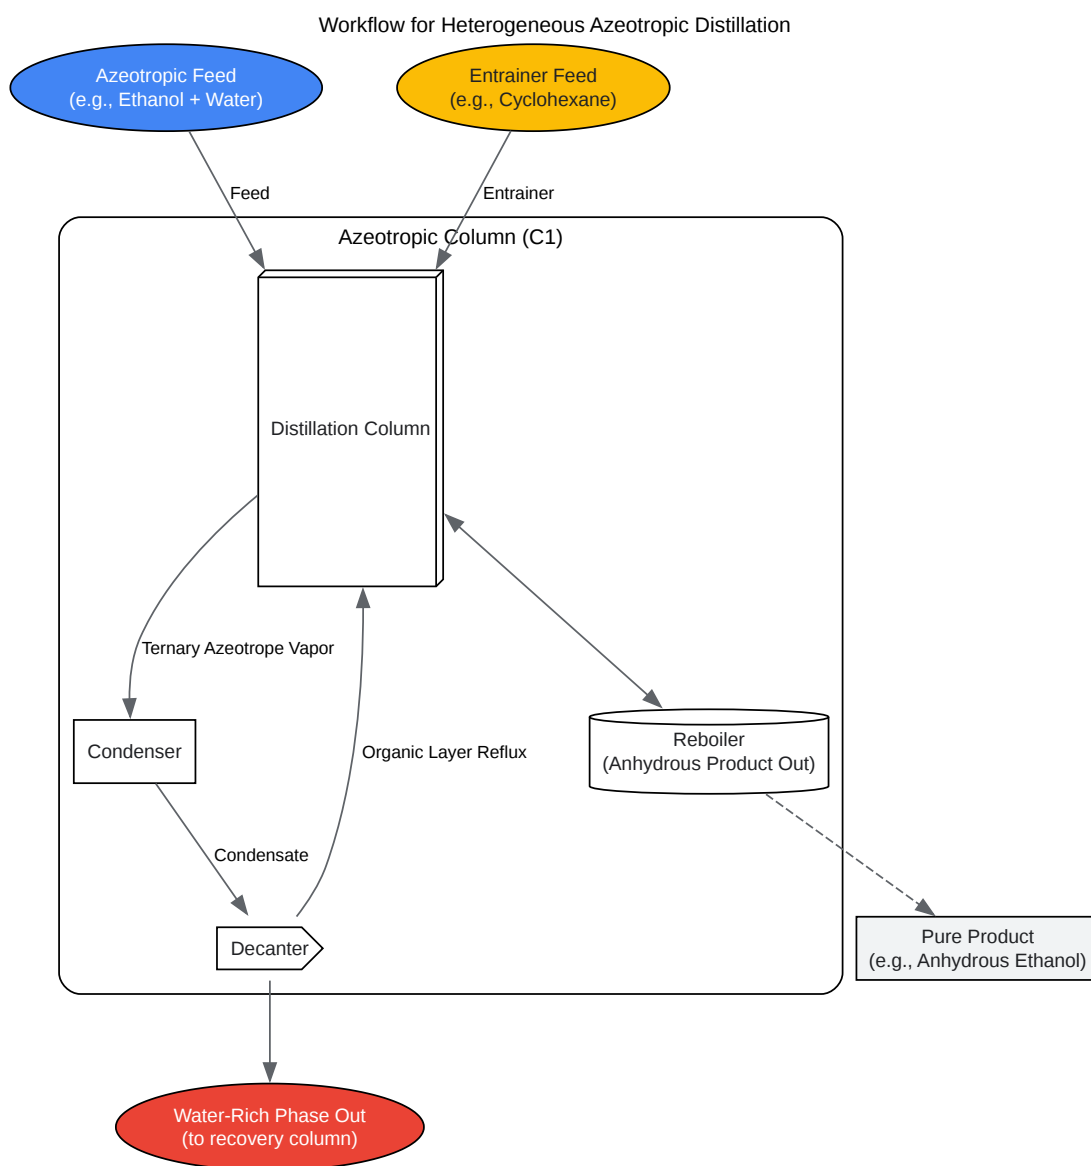 Workflow for Heterogeneous Azeotropic Distillation
Azeotropic Feed
(e.g., Ethanol + Water)
Entrainer Feed
(e.g., Cyclohexane)
Feed
Entrainer
Azeotropic Column (C1)
Distillation Column
Ternary Azeotrope Vapor
Condenser
Organic Layer Reflux
Reboiler
(Anhydrous Product Out)
Condensate
Decanter
Pure Product
(e.g., Anhydrous Ethanol)
Water-Rich Phase Out
(to recovery column)